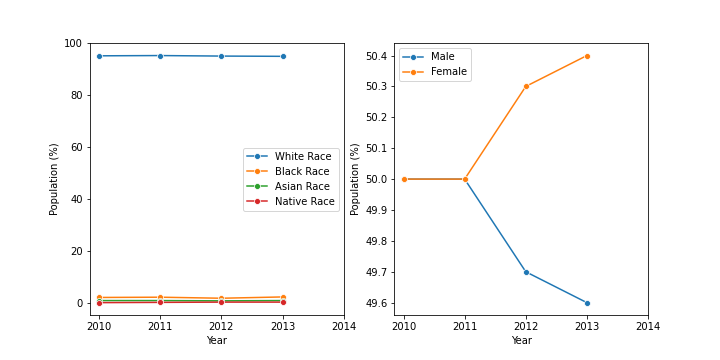 100
80
60
40
20
0
Population (%)
White Race
Black Race
Asian Race
Native Race
2010 2011 2012 2013 2014
Year
50.4
50.3
50.2
50.1
50.0
49.9
49.8
49.7
49.6
Population (%)
Male
Female
2010 2011 2012 2013 2014
Year